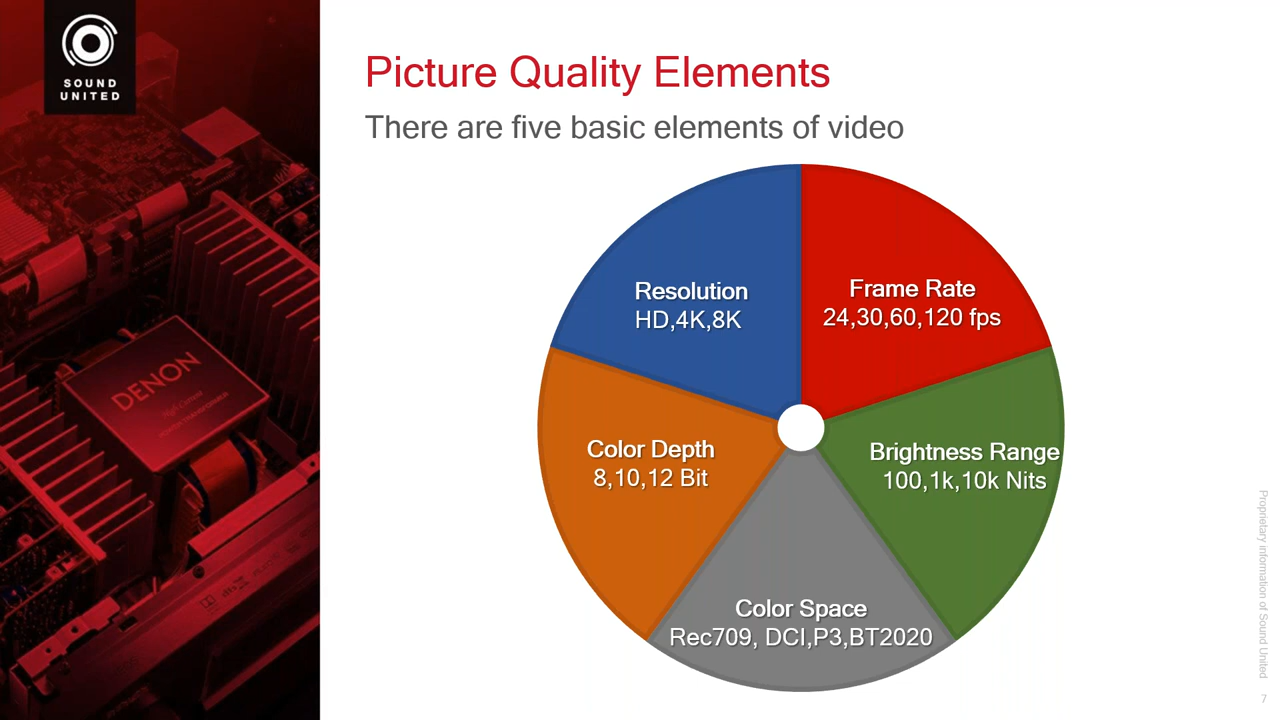 SOUND
UNITED
Picture Quality Elements
There are five basic elements of video
Resolution
HD,4K,8K
Frame Rate
24,30,60,120 fps
Color Depth
8,10,12 Bit
Brightness Range
100,1k,10k Nits
Color Space
Rec709, DCI,P3,BT2020
DENON
Proprietary information of Sound United
7